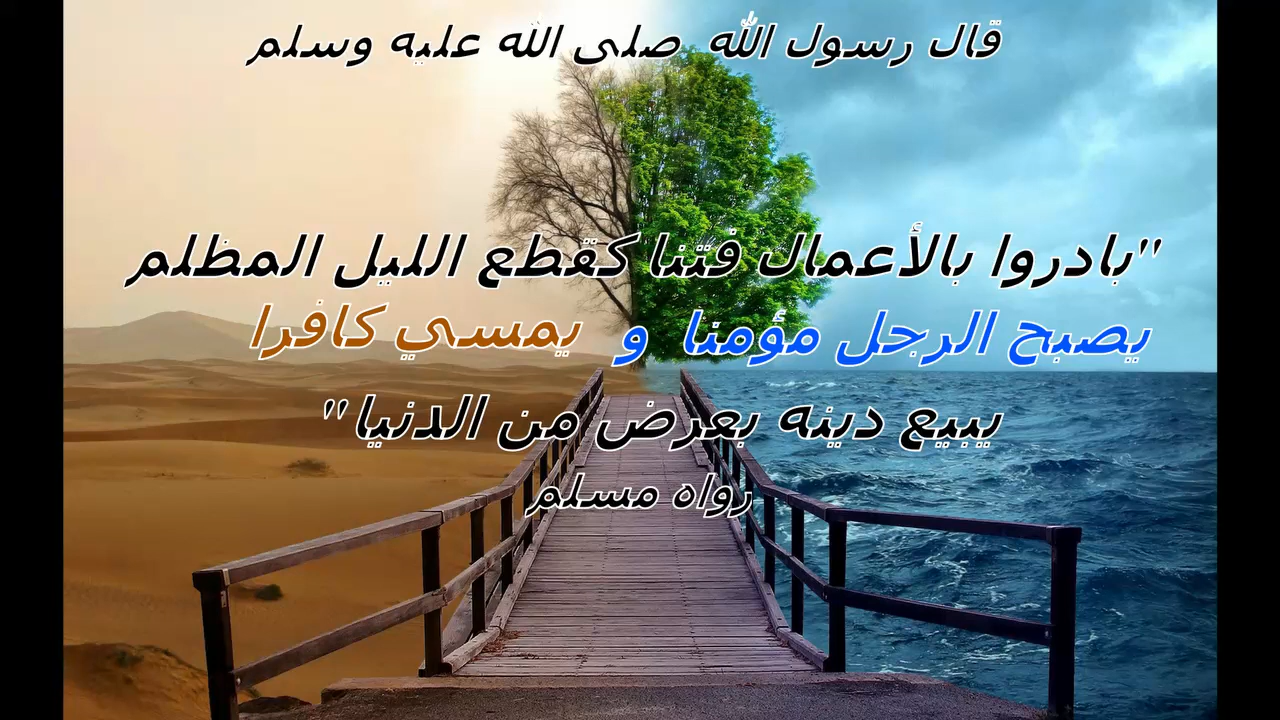 قال رسول الله صلى الله عليه وسلم
"بادروا بالأعمال فتنا كقطع الليل المظلم
يصبح الرجل مؤمنا و يمسي كافرا
يبيع دينه بعرض من الدنيا"
رواه مسلم